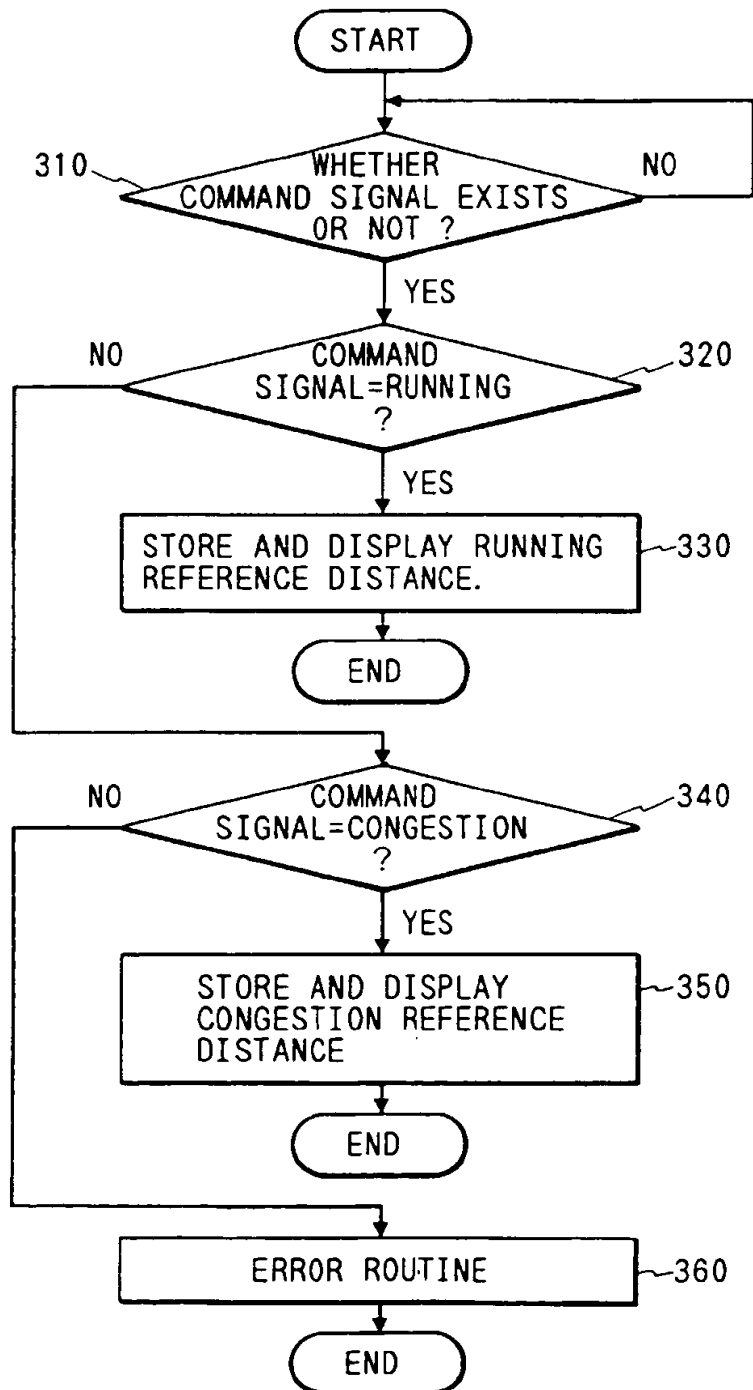 START
310
WHETHER
COMMAND SIGNAL EXISTS
OR NOT ?
NO
YES
NO
COMMAND
SIGNAL=RUNNING
?
320
YES
STORE AND DISPLAY RUNNING
REFERENCE DISTANCE.
330
END
NO
COMMAND
SIGNAL=CONGESTION
?
340
YES
STORE AND DISPLAY
CONGESTION REFERENCE
DISTANCE
350
END
ERROR ROUTINE
360
END